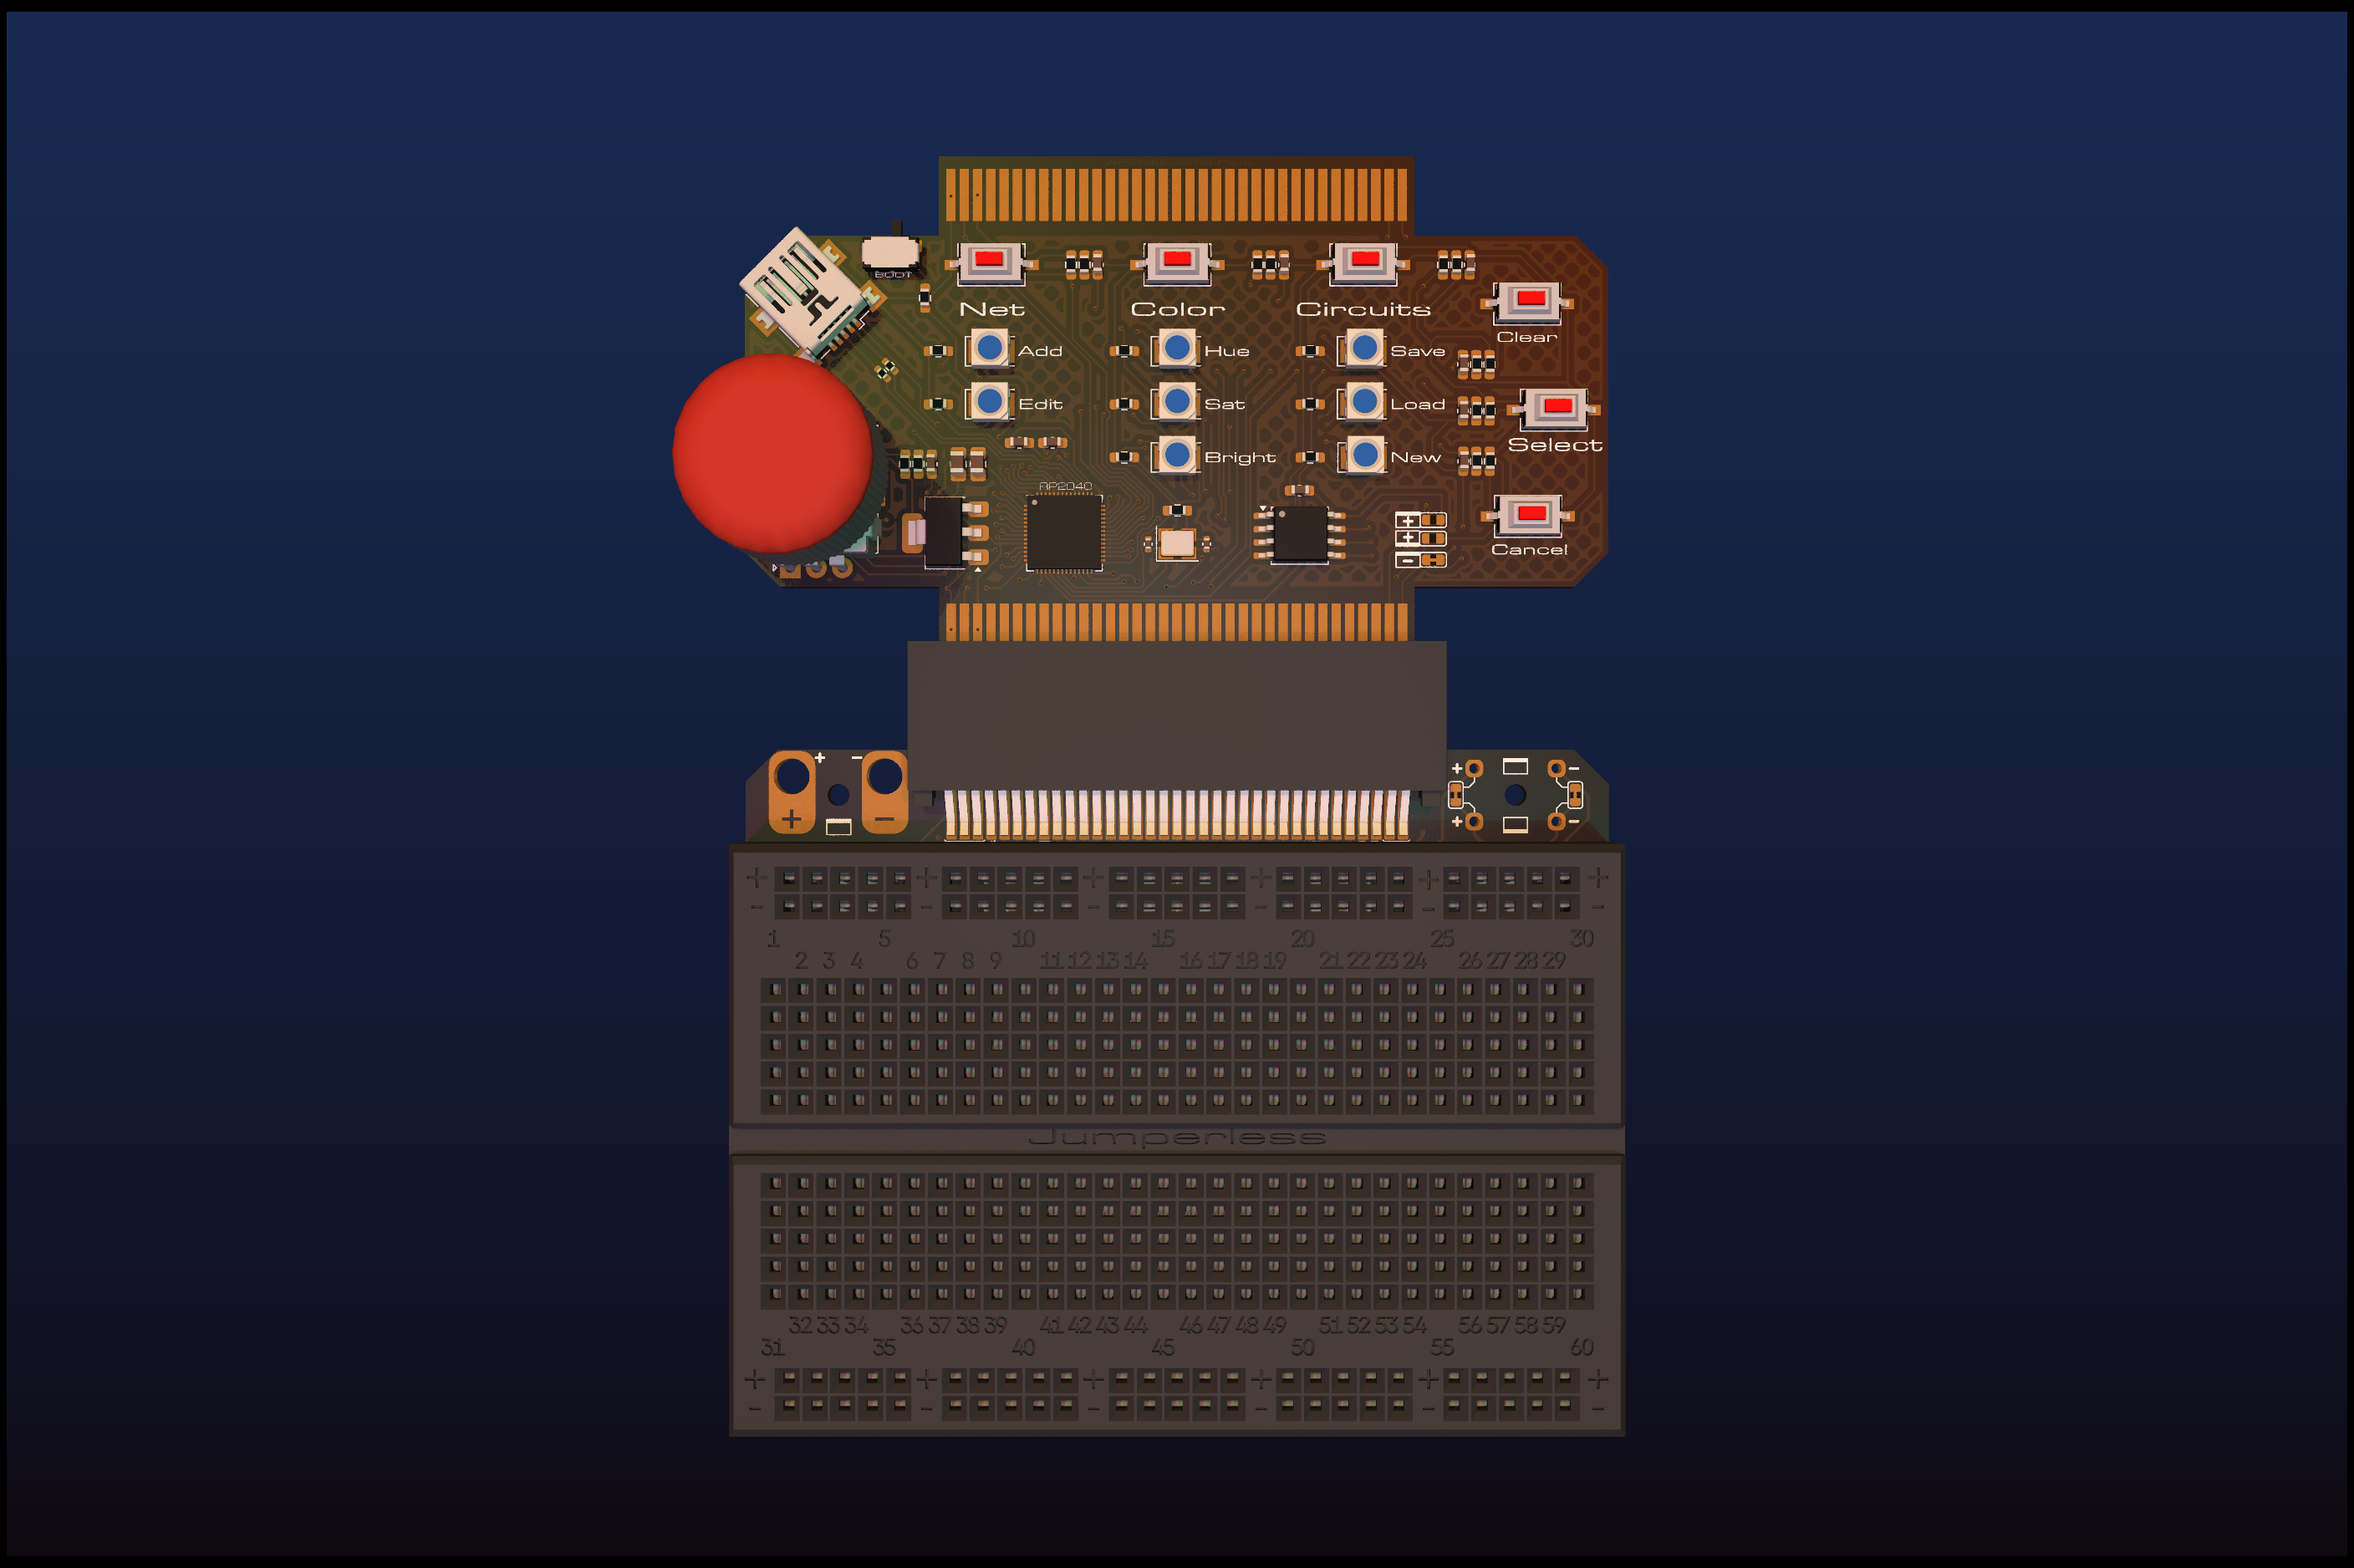 BOOT
Net Color Circuits
Clear
Add Hue Save
Edit Sat Load
Select
Bright New
RP2040
+
+
-
Cancel
+ - + -
+ - + -
+ + + + + +
- - - - - -
1 5 10 15 20 25 30
2 3 4 6 7 8 9 11 12 13 14 16 17 18 19 21 22 23 24 26 27 28 29
Jumperless
32 33 34 36 37 38 39 41 42 43 44 46 47 48 49 51 52 53 54 56 57 58 59
31 35 40 45 50 55 60
+ + + + + +
- - - - - -